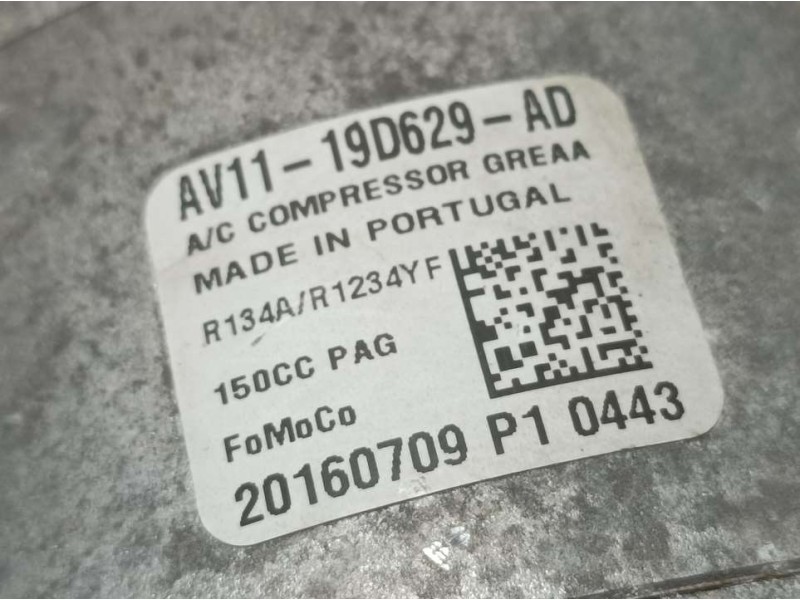 AV11-19D629-AD
A/C COMPRESSOR GREAA
MADE IN PORTUGAL
R134A/R1234YF
150CC PAG
FoMoCo
20160709 P1 0443